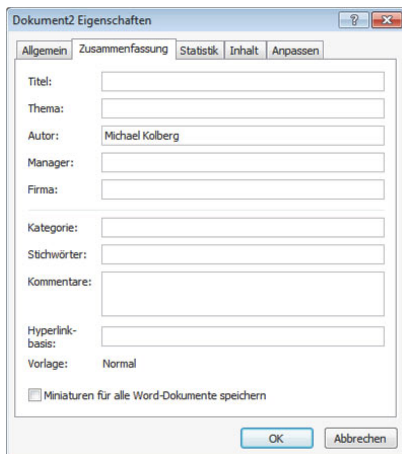 Dokument2 Eigenschaften
Allgemein Zusammenfassung Statistik Inhalt Anpassen
Titel:
Thema:
Autor: Michael Kolberg
Manager:
Firma:
Kategorie:
Stichwörter:
Kommentare:
Hyperlink-
basis:
Vorlage: Normal
Miniaturen für alle Word-Dokumente speichern
OK Abbrechen